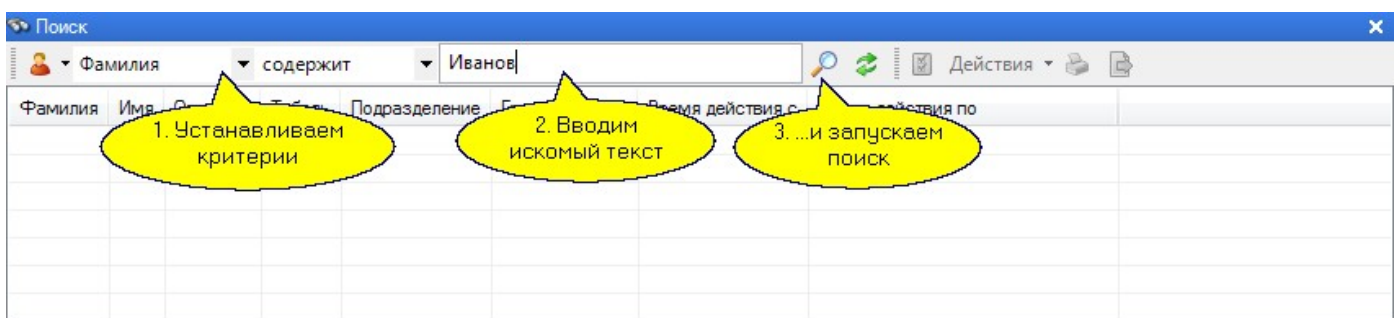 Поиск
Фамилия содержит Иванов Действия
Фамилия Имя Подразделение Время действия с действия по
1. Устанавливаем
критерии
2. Вводим
искомый текст
3. ...и запускаем
поиск